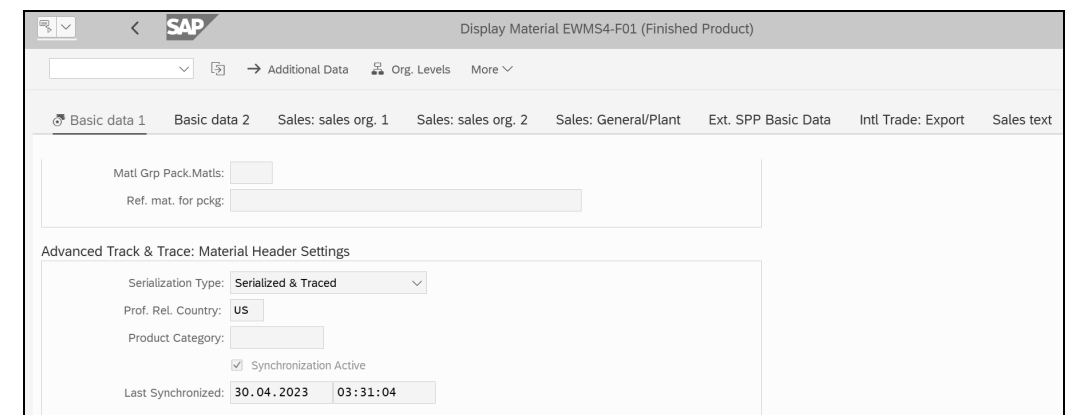 SAP Display Material EWMS4-F01 (Finished Product)
Additional Data Org. Levels More
Basic data 1 Basic data 2 Sales: sales org. 1 Sales: sales org. 2 Sales: General/Plant Ext. SPP Basic Data Intl Trade: Export Sales text
Matl Grp Pack.Matls:
Ref. mat. for pckg:
Advanced Track & Trace: Material Header Settings
Serialization Type: Serialized & Traced
Prof. Rel. Country: US
Product Category:
Synchronization Active
Last Synchronized: 30.04.2023 03:31:04